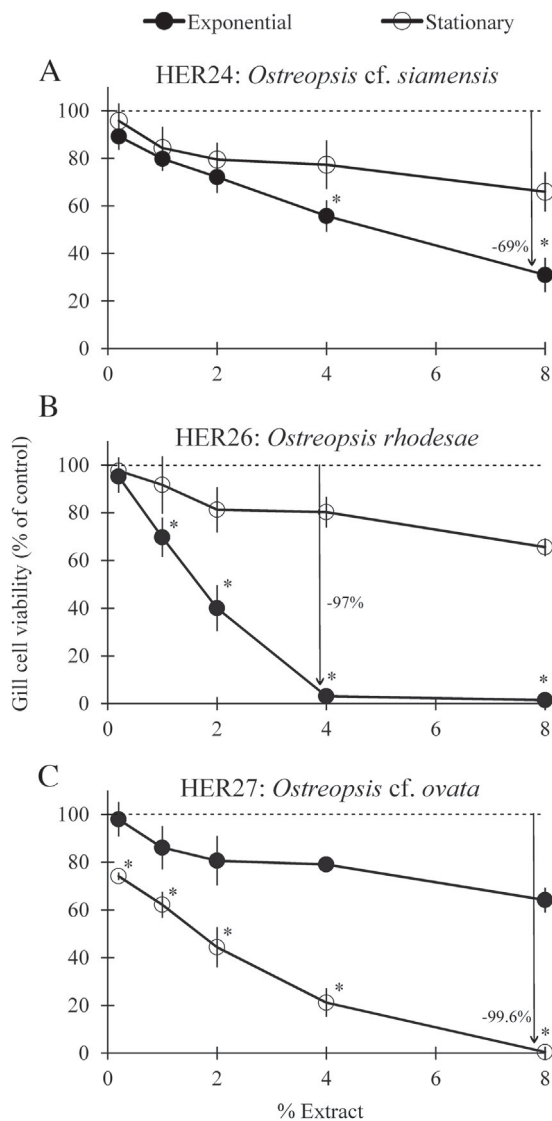 Exponential Stationary
A
HER24: Ostreopsis cf. siamensis
100
80
60
40
20
0
*
*
-69%
0 2 4 6 8
B
HER26: Ostreopsis rhodesae
100
80
60
40
20
0
*
*
-97%
*
*
0 2 4 6 8
C
HER27: Ostreopsis cf. ovata
100
80
60
40
20
0
*
*
*
*
-99.6%
*
0 2 4 6 8
% Extract
Gill cell viability (% of control)